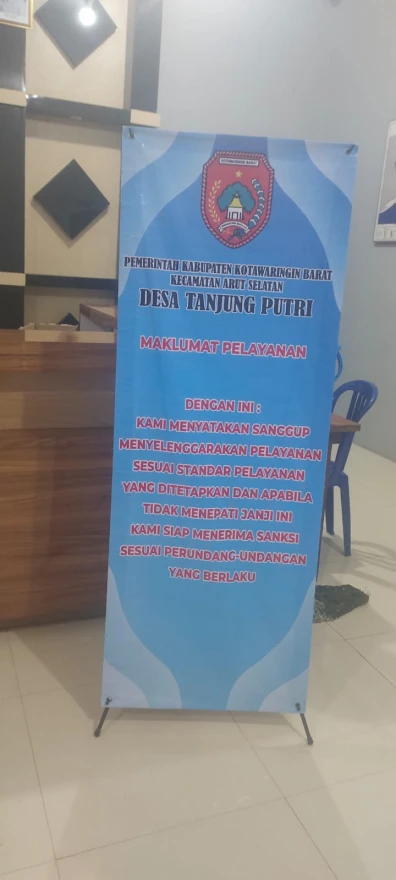 KOTAWARINGIN BARAT
PEMERINTAH KABUPATEN KOTAWARINGIN BARAT
KECAMATAN ARUT SELATAN
DESA TANJUNG PUTRI
MAKLUMAT PELAYANAN
DENGAN INI :
KAMI MENYATAKAN SANGGUP
MENYELENGGARAKAN PELAYANAN
SESUAI STANDAR PELAYANAN
YANG DITETAPKAN DAN APABILA
TIDAK MENEPATI JANJI INI
KAMI SIAP MENERIMA SANKSI
SESUAI PERUNDANG-UNDANGAN
YANG BERLAKU